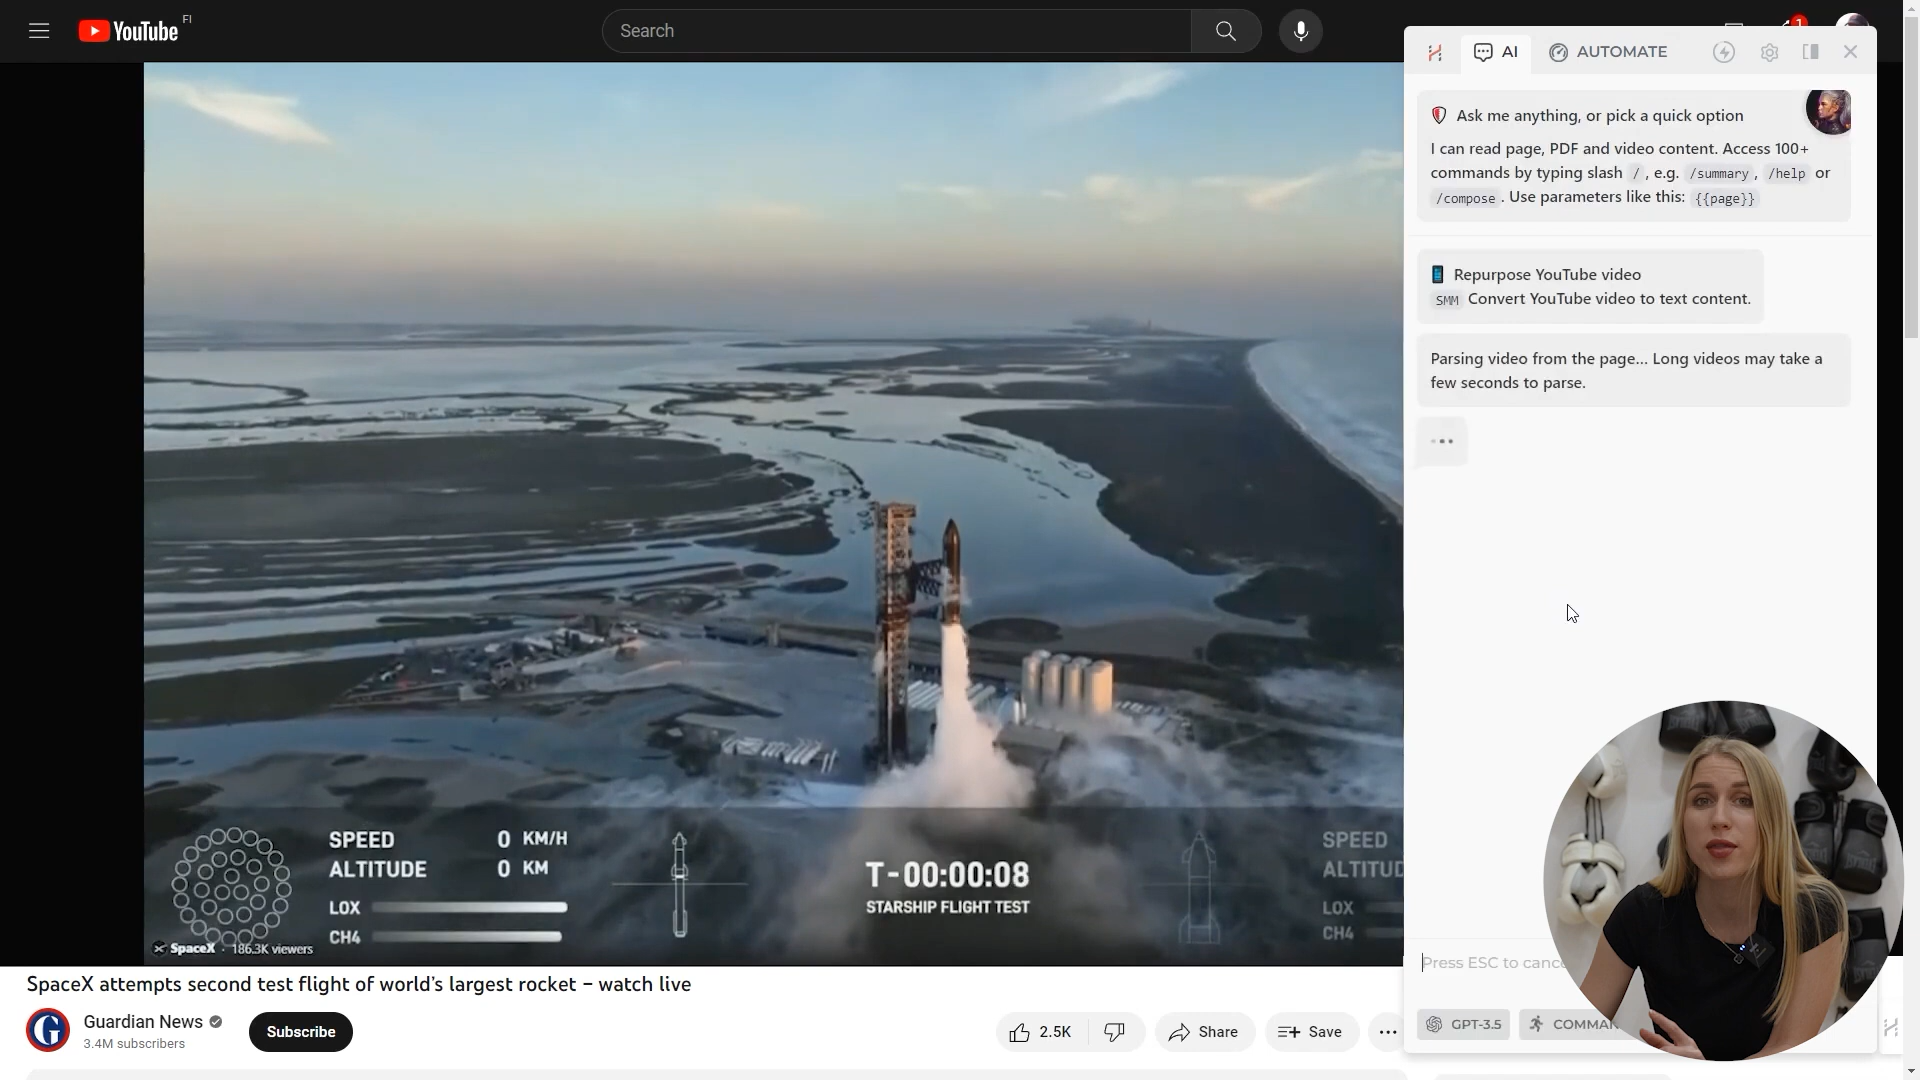 YouTube FI
Search
1
AI
AUTOMATE
Ask me anything, or pick a quick option
I can read page, PDF and video content. Access 100+
commands by typing slash / , e.g. /summary , /help or
/compose . Use parameters like this: {{page}}
Repurpose YouTube video
SMM Convert YouTube video to text content.
Parsing video from the page... Long videos may take a
few seconds to parse.
SPEED 0 KM/H
ALTITUDE 0 KM
LOX
CH4
T-00:00:08
STARSHIP FLIGHT TEST
SPEED
ALTITUD
LOX
CH4
SpaceX · 186.3K viewers
Press ESC to canc
GPT-3.5
COMMAN
SpaceX attempts second test flight of world's largest rocket – watch live
Guardian News
3.4M subscribers
Subscribe
2.5K
Share
Save